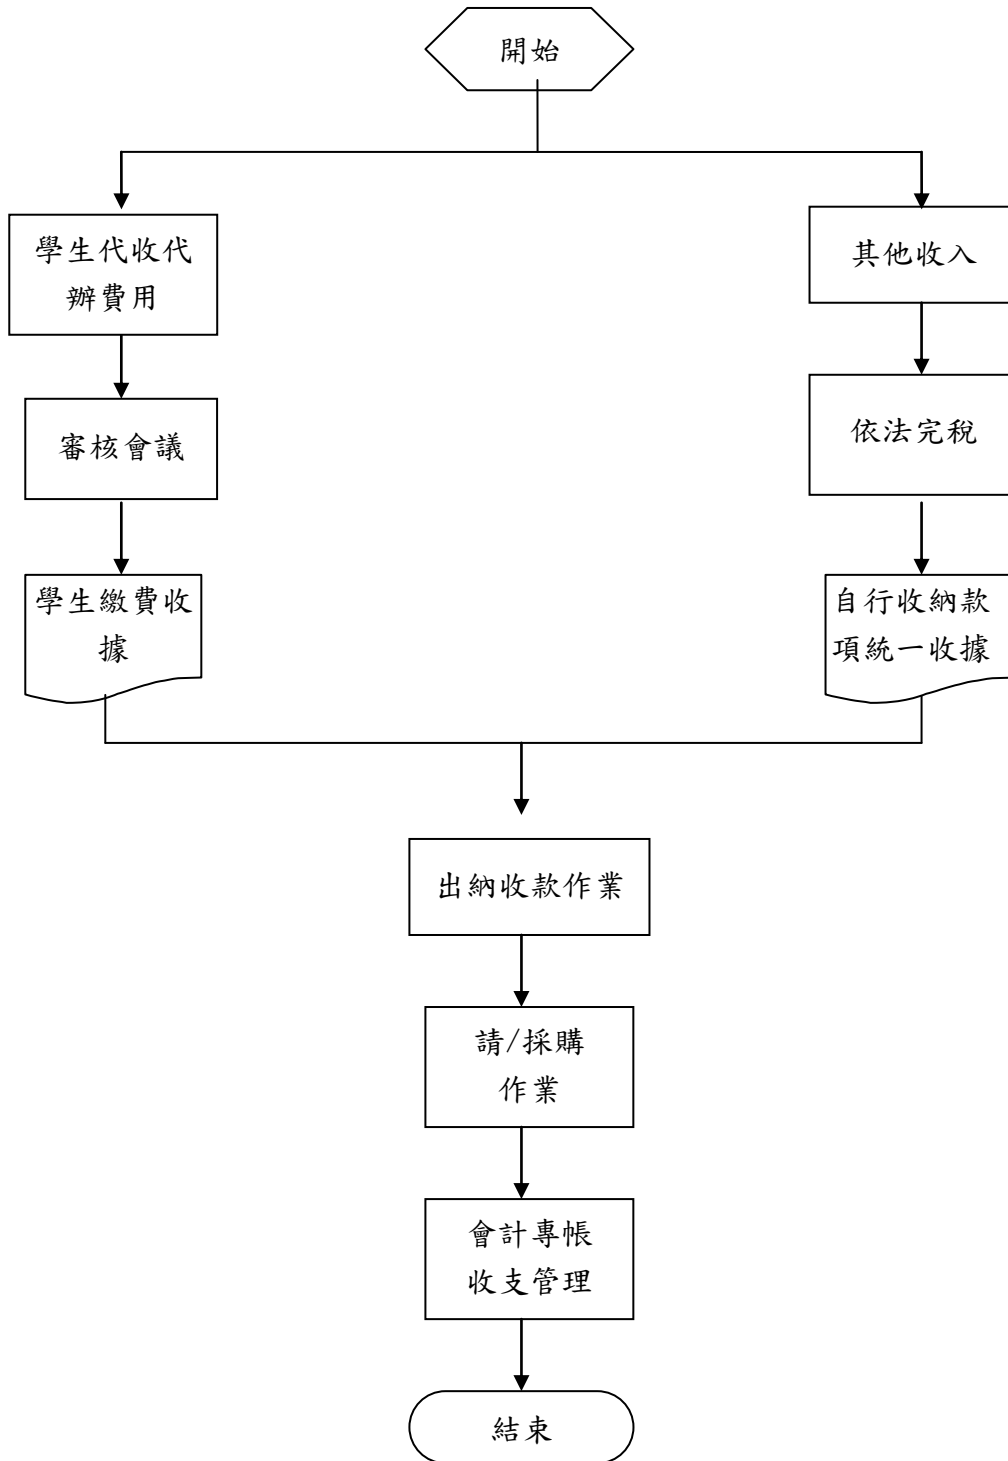 開始
學生代收代
辦費用
審核會議
學生繳費收
據
其他收入
依法完稅
自行收納款
項統一收據
出納收款作業
請/採購
作業
會計專帳
收支管理
結束